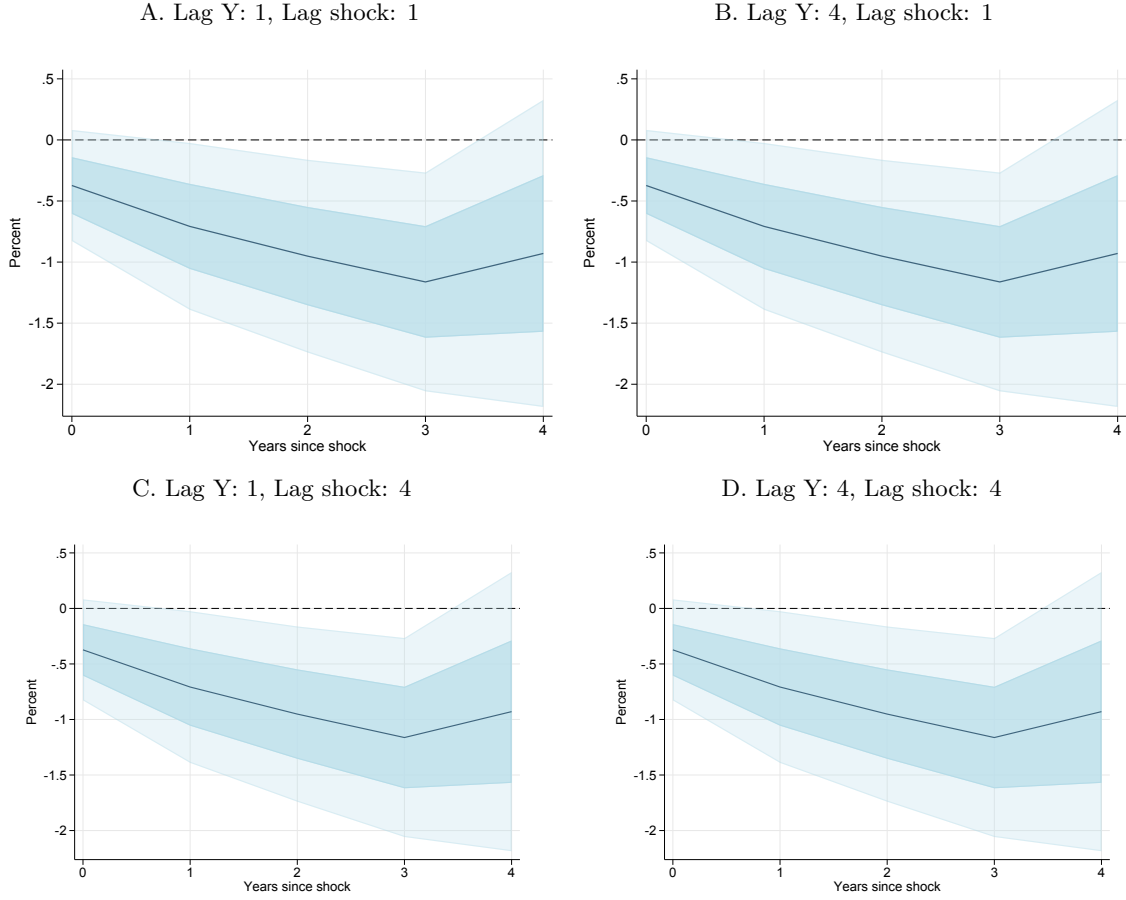 A. Lag Y: 1, Lag shock: 1
.5
0
-.5
-1
-1.5
-2
Percent
0 1 2 3 4
Years since shock
B. Lag Y: 4, Lag shock: 1
.5
0
-.5
-1
-1.5
-2
Percent
0 1 2 3 4
Years since shock
C. Lag Y: 1, Lag shock: 4
.5
0
-.5
-1
-1.5
-2
Percent
0 1 2 3 4
Years since shock
D. Lag Y: 4, Lag shock: 4
.5
0
-.5
-1
-1.5
-2
Percent
0 1 2 3 4
Years since shock